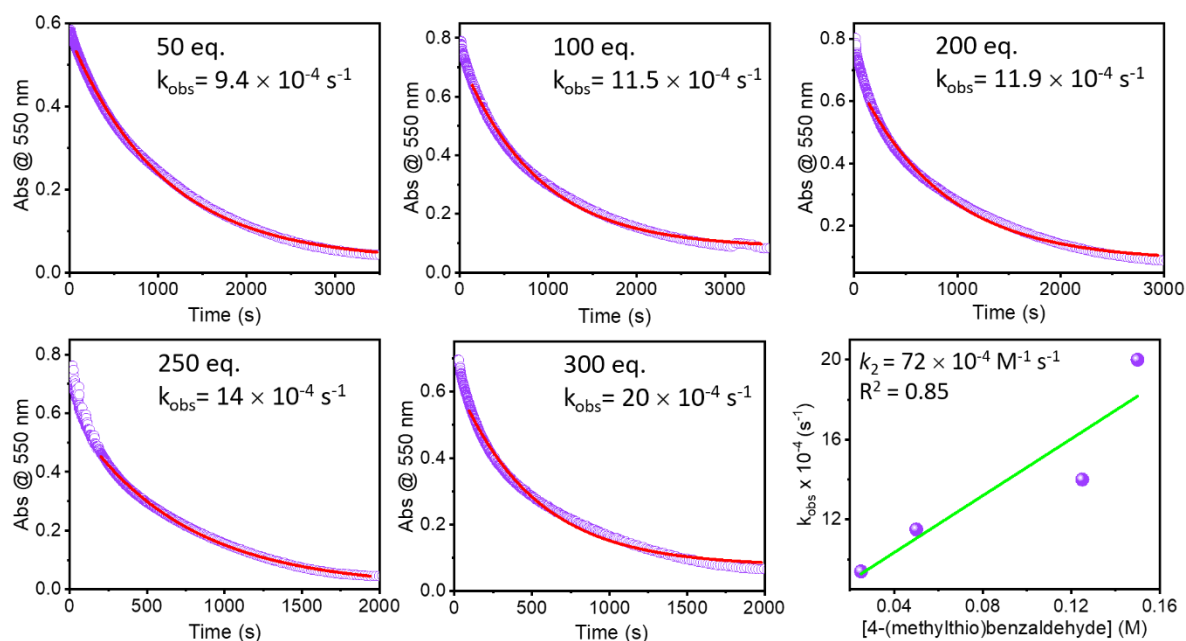 50 eq.
kobs= 9.4 × 10-4 s-1
Abs @ 550 nm
0.6
0.4
0.2
0.0
0 1000 2000 3000
Time (s)
100 eq.
kobs= 11.5 × 10-4 s-1
Abs @ 550 nm
0.8
0.6
0.4
0.2
0.0
0 1000 2000 3000
Time (s)
200 eq.
kobs= 11.9 × 10-4 s-1
Abs @ 550 nm
0.8
0.6
0.4
0.2
0 1000 2000 3000
Time (s)
250 eq.
kobs= 14 × 10-4 s-1
Abs @ 550 nm
0.8
0.6
0.4
0.2
0.0
0 500 1000 1500 2000
Time (s)
300 eq.
kobs= 20 × 10-4 s-1
Abs @ 550 nm
0.6
0.4
0.2
0.0
0 500 1000 1500 2000
Time (s)
k2 = 72 × 10-4 M-1 s-1
R2 = 0.85
kobs x 10-4 (s-1)
20
16
12
0.04 0.08 0.12 0.16
[4-(methylthio)benzaldehyde] (M)